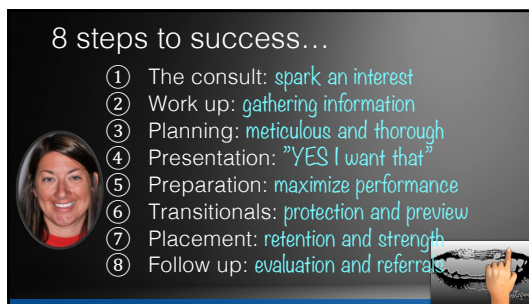 8 steps to success...
① The consult: spark an interest
② Work up: gathering information
③ Planning: meticulous and thorough
④ Presentation: "YES I want that"
⑤ Preparation: maximize performance
⑥ Transitionals: protection and preview
⑦ Placement: retention and strength
⑧ Follow up: evaluation and referrals